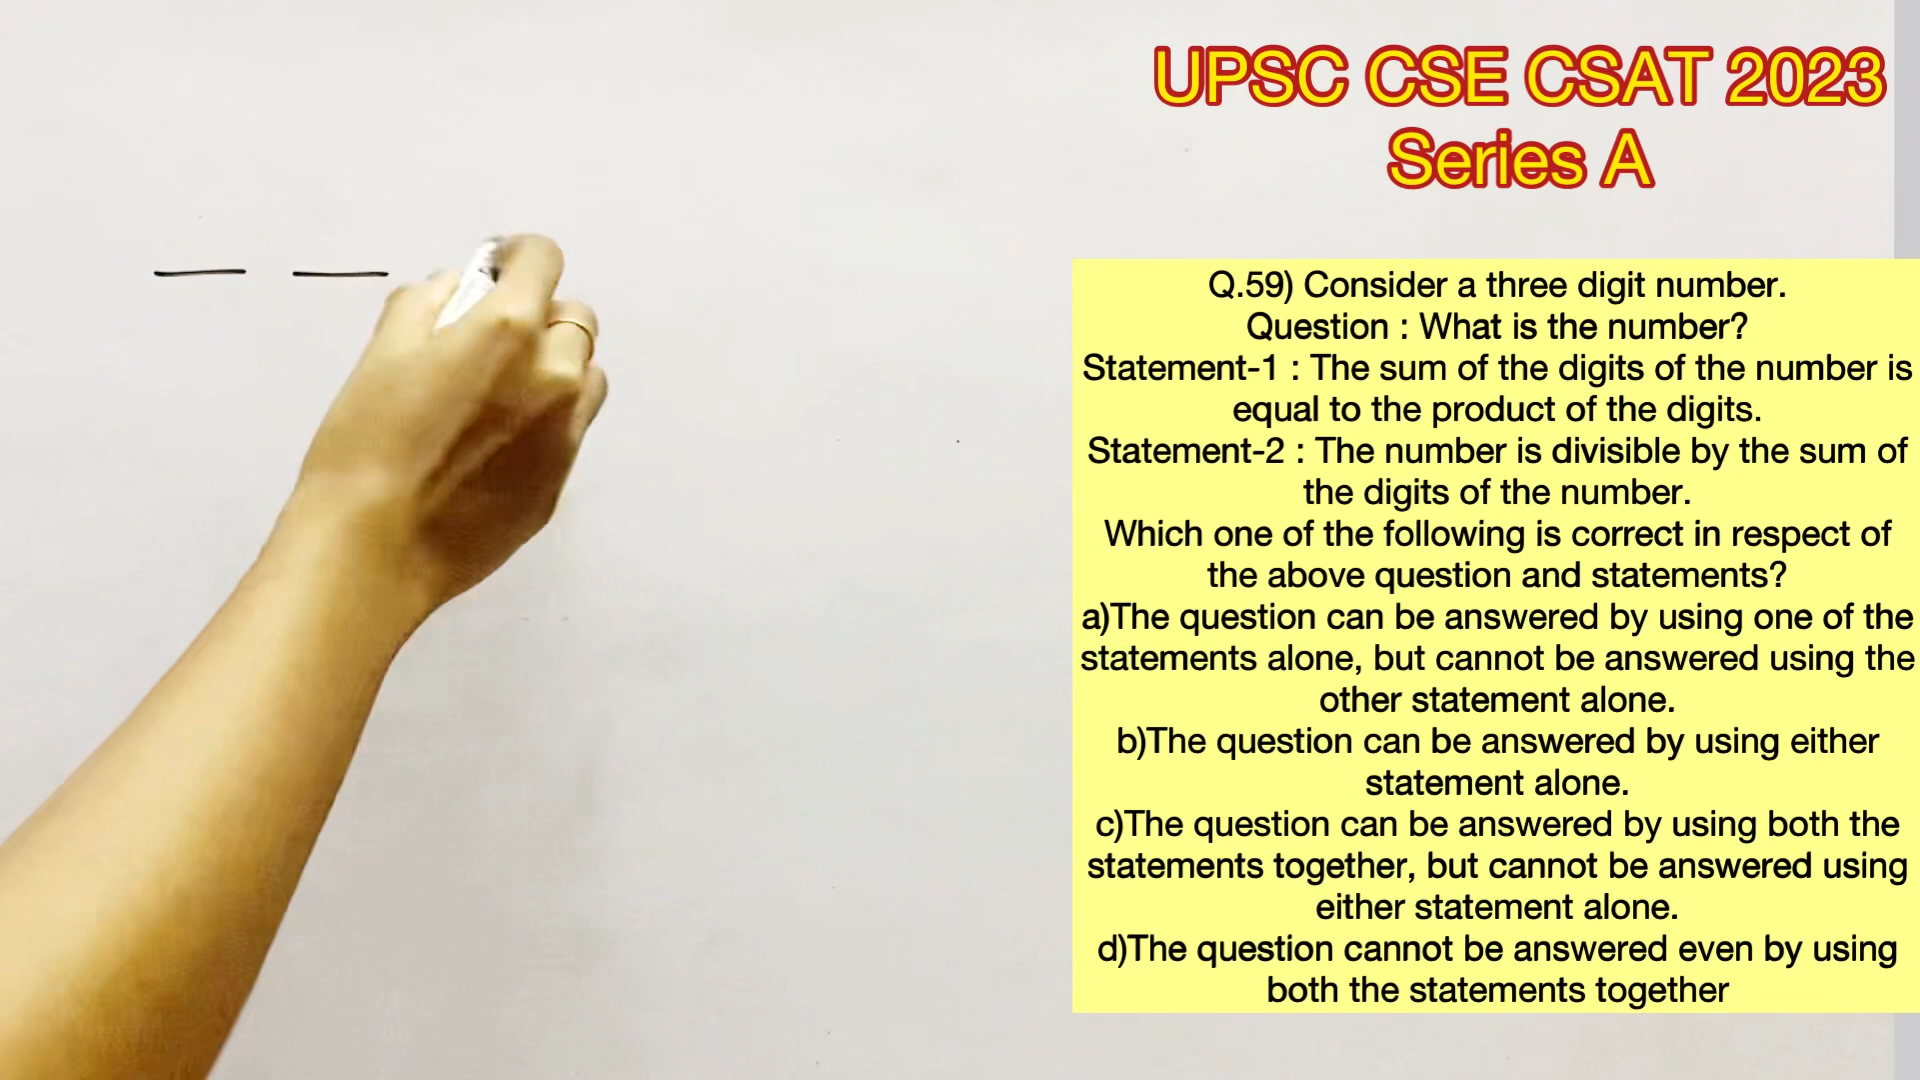 UPSC CSE CSAT 2023
Series A
Q.59) Consider a three digit number.
Question : What is the number?
Statement-1 : The sum of the digits of the number is
equal to the product of the digits.
Statement-2 : The number is divisible by the sum of
the digits of the number.
Which one of the following is correct in respect of
the above question and statements?
a)The question can be answered by using one of the
statements alone, but cannot be answered using the
other statement alone.
b)The question can be answered by using either
statement alone.
c)The question can be answered by using both the
statements together, but cannot be answered using
either statement alone.
d)The question cannot be answered even by using
both the statements together